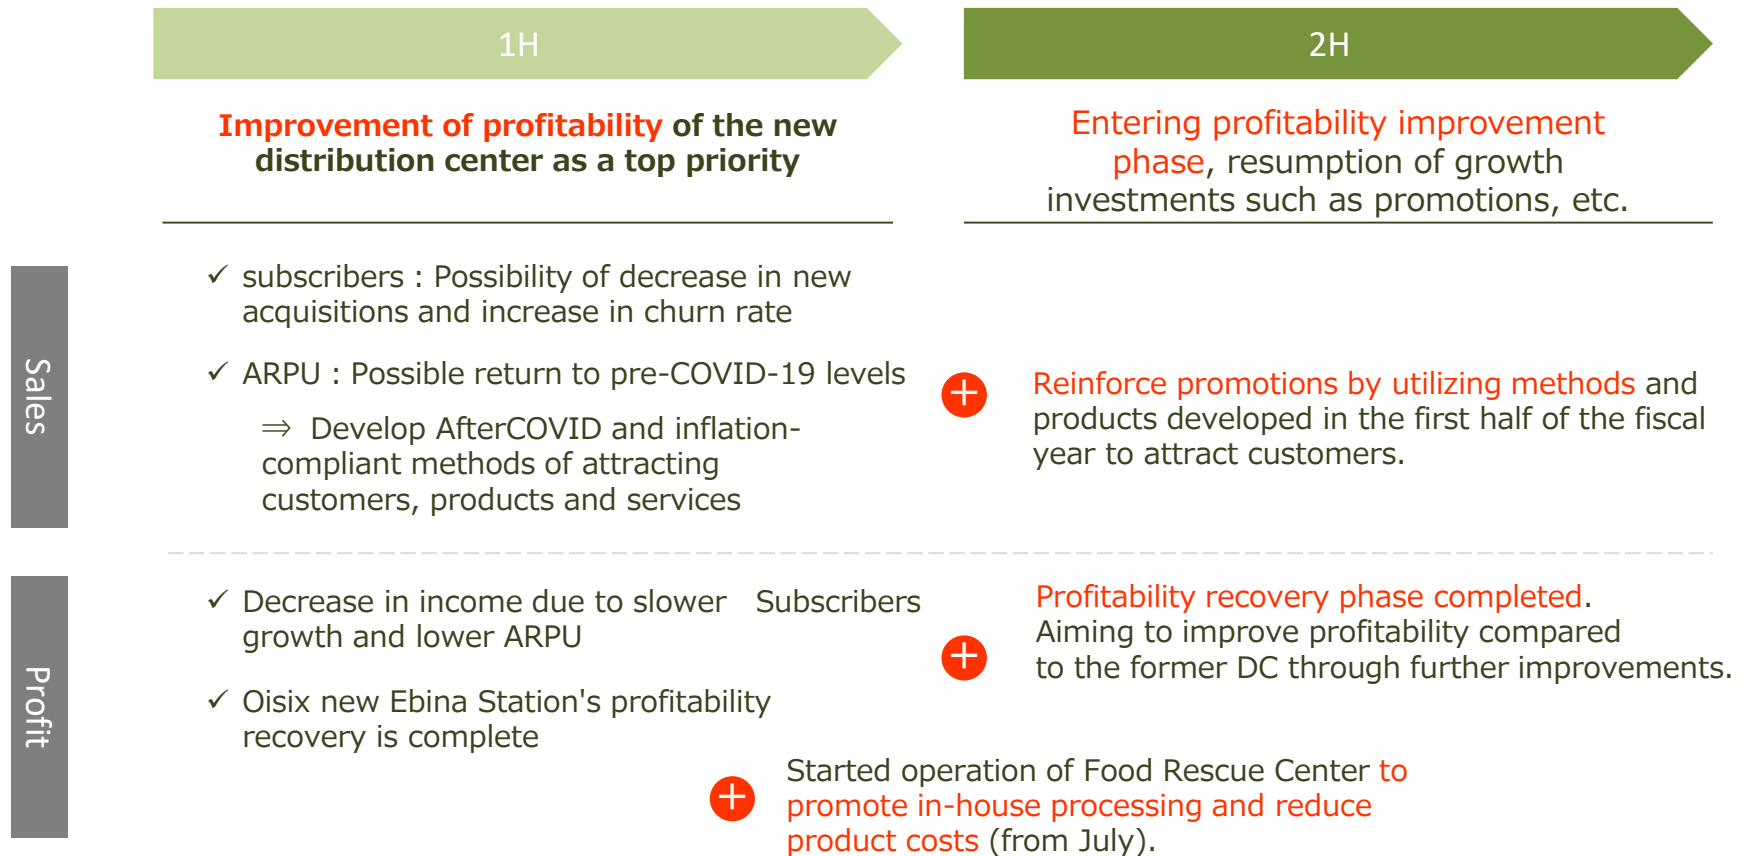 1H
2H
Improvement of profitability of the new
distribution center as a top priority
Entering profitability improvement
phase, resumption of growth
investments such as promotions, etc.
Sales
✓ subscribers : Possibility of decrease in new
acquisitions and increase in churn rate
✓ ARPU : Possible return to pre-COVID-19 levels
⇒ Develop AfterCOVID and inflation-
compliant methods of attracting
customers, products and services
+
Reinforce promotions by utilizing methods and
products developed in the first half of the fiscal
year to attract customers.
Profit
✓ Decrease in income due to slower Subscribers
growth and lower ARPU
✓ Oisix new Ebina Station's profitability
recovery is complete
+
Profitability recovery phase completed.
Aiming to improve profitability compared
to the former DC through further improvements.
+
Started operation of Food Rescue Center to
promote in-house processing and reduce
product costs (from July).